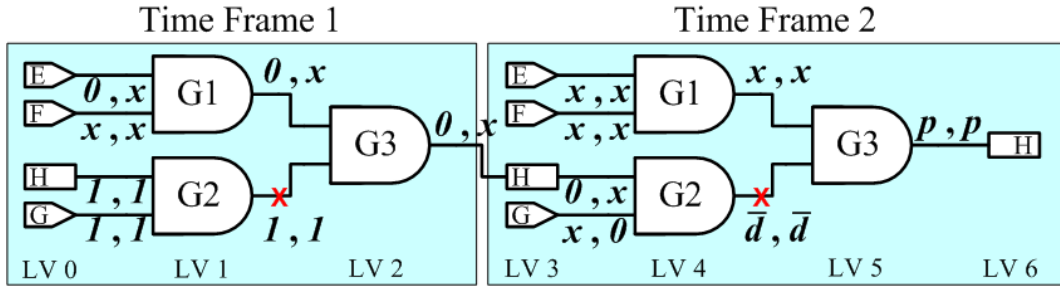 Time Frame 1
Time Frame 2
E
0 , x
F
x , x
G1
0 , x
H
1 , 1
G
1 , 1
G2
x
1 , 1
G3
0 , x
LV 0
LV 1
LV 2
E
x , x
F
x , x
G1
x , x
H
0 , x
G
x , 0
G2
x
d̅ , d̅
G3
p , p
H
LV 3
LV 4
LV 5
LV 6